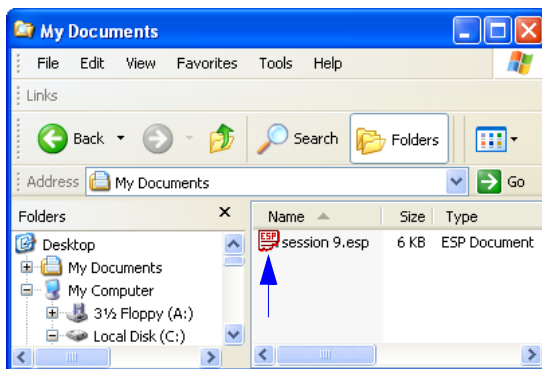 My Documents
File Edit View Favorites Tools Help
Links
Back Search Folders
Address My Documents Go
Folders x Name Size Type
Desktop ESP session 9.esp 6 KB ESP Document
My Documents
My Computer
3½ Floppy (A:)
Local Disk (C:)